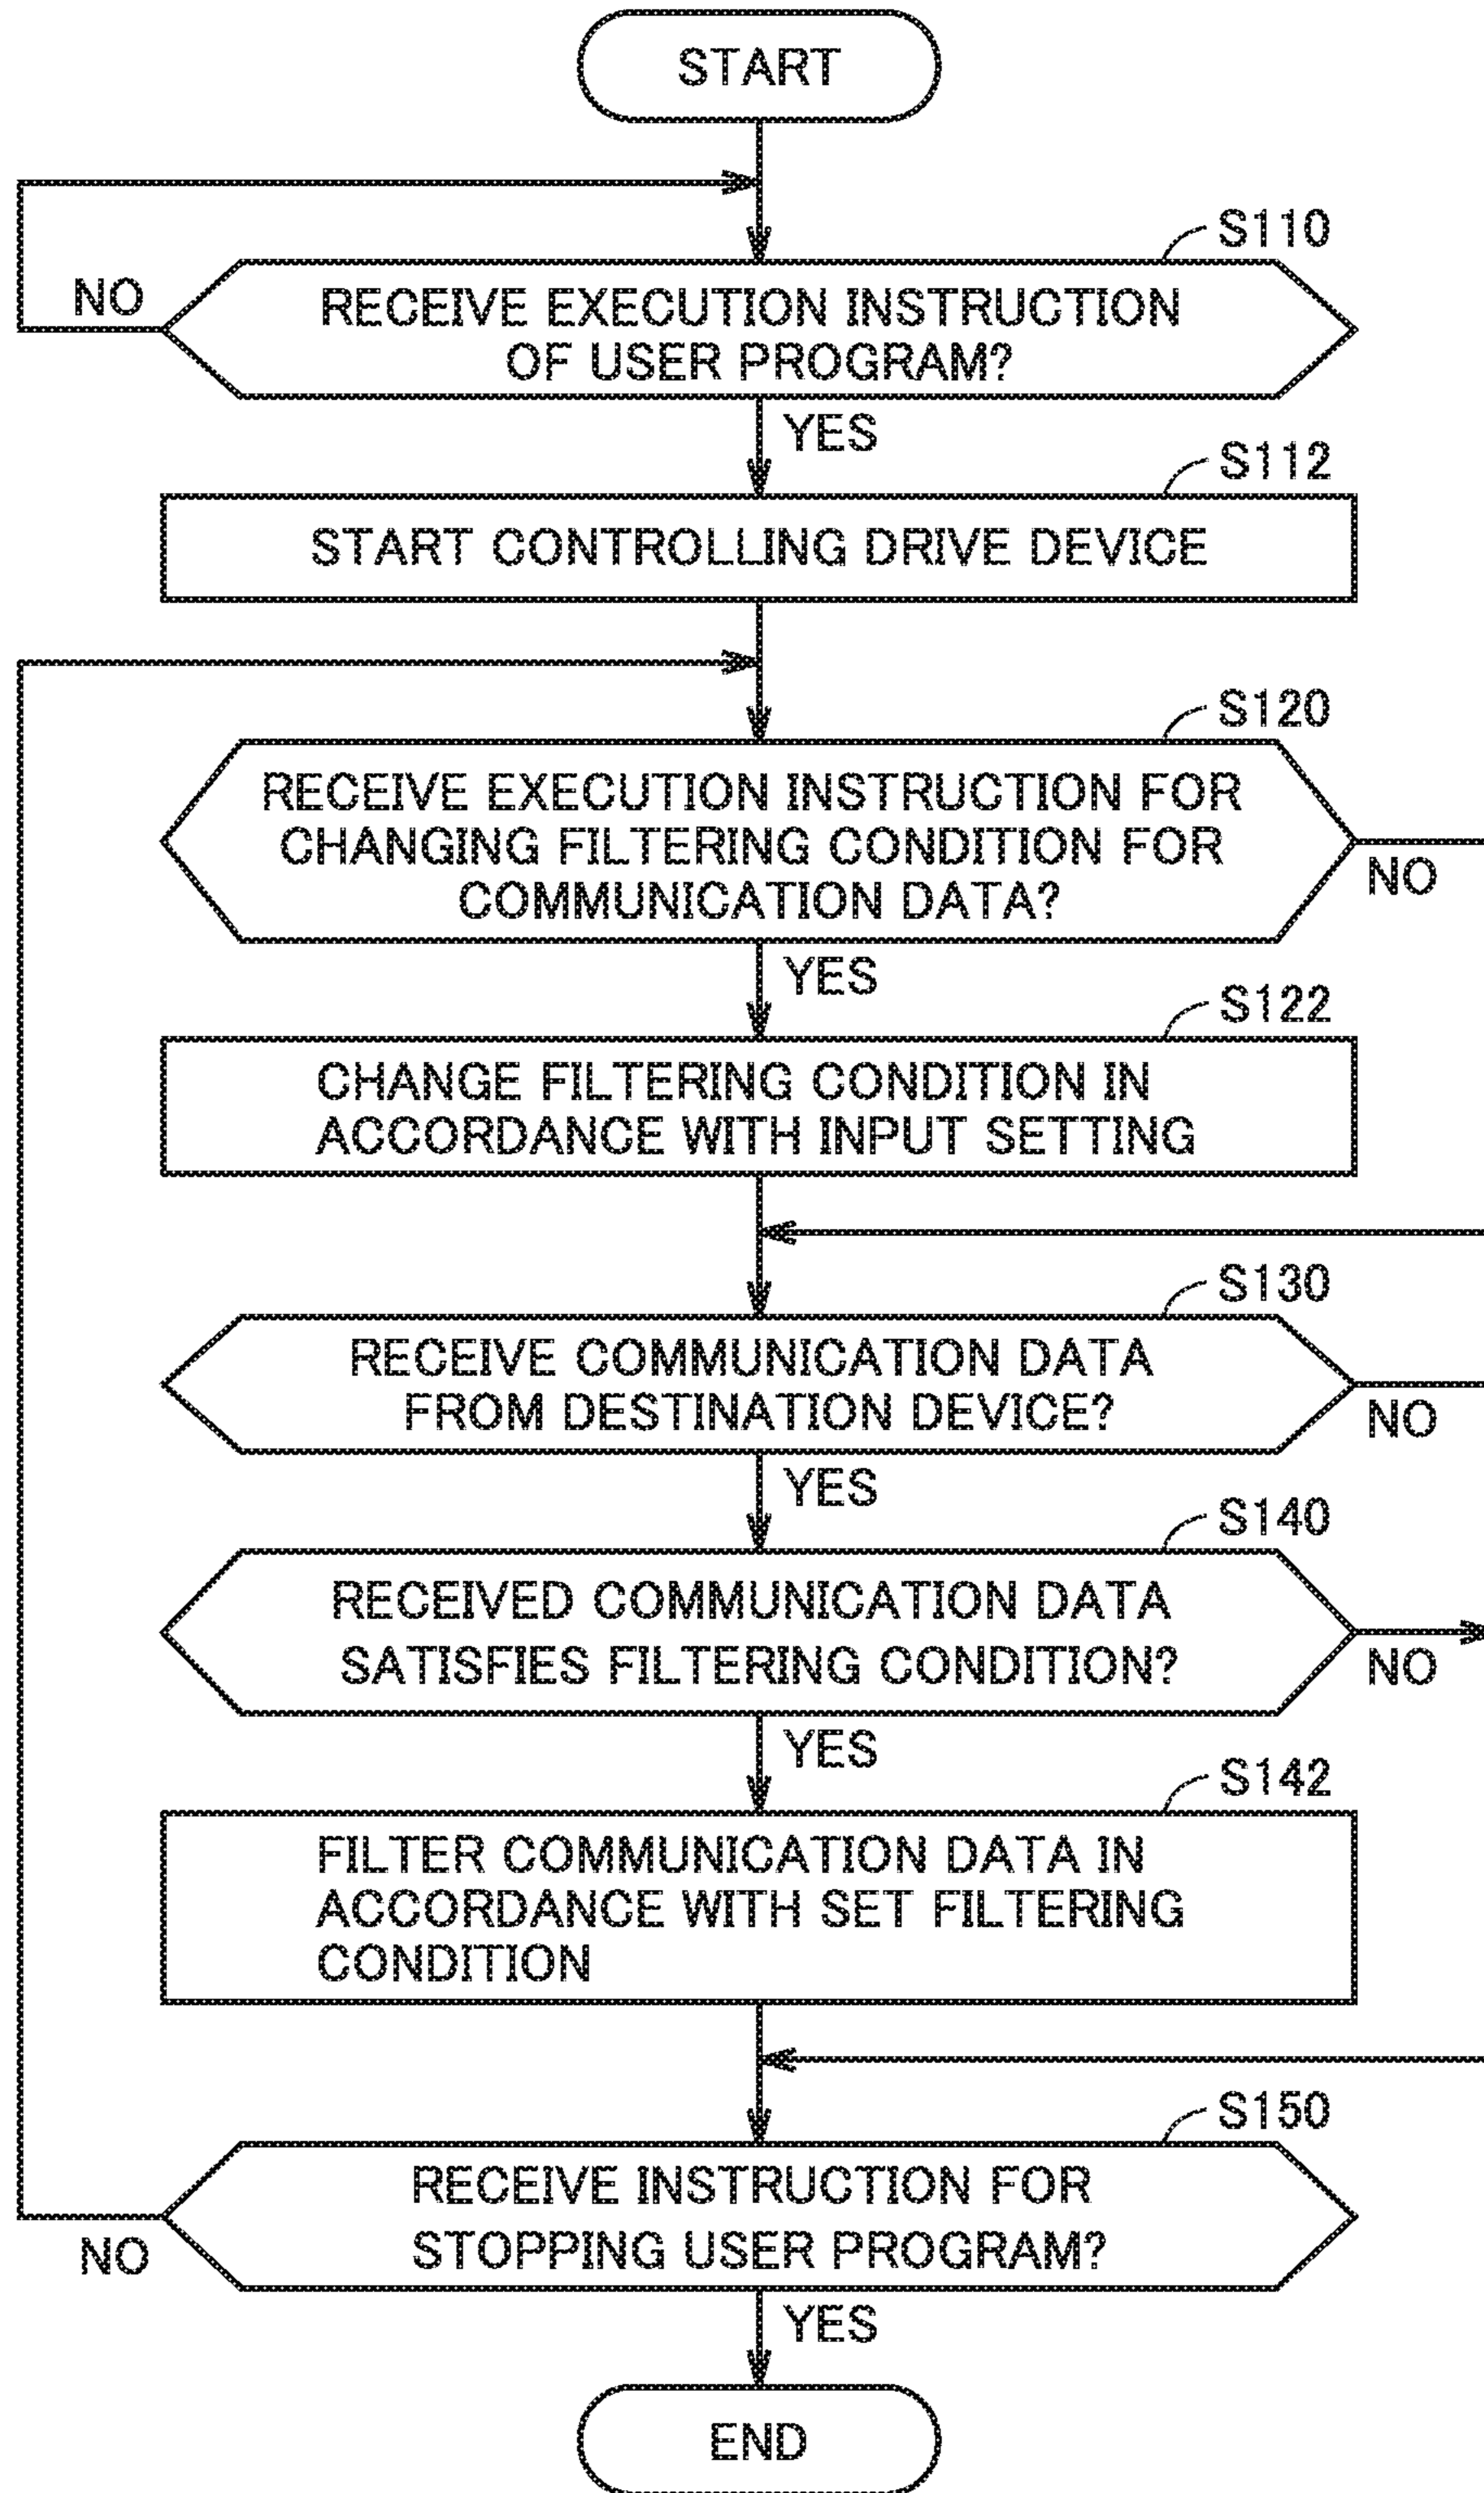 START
S110
NO
RECEIVE EXECUTION INSTRUCTION
OF USER PROGRAM?
YES
S112
START CONTROLLING DRIVE DEVICE
S120
RECEIVE EXECUTION INSTRUCTION FOR
CHANGING FILTERING CONDITION FOR
COMMUNICATION DATA?
NO
YES
S122
CHANGE FILTERING CONDITION IN
ACCORDANCE WITH INPUT SETTING
S130
RECEIVE COMMUNICATION DATA
FROM DESTINATION DEVICE?
NO
YES
S140
RECEIVED COMMUNICATION DATA
SATISFIES FILTERING CONDITION?
NO
YES
S142
FILTER COMMUNICATION DATA IN
ACCORDANCE WITH SET FILTERING
CONDITION
S150
RECEIVE INSTRUCTION FOR
STOPPING USER PROGRAM?
NO
YES
END